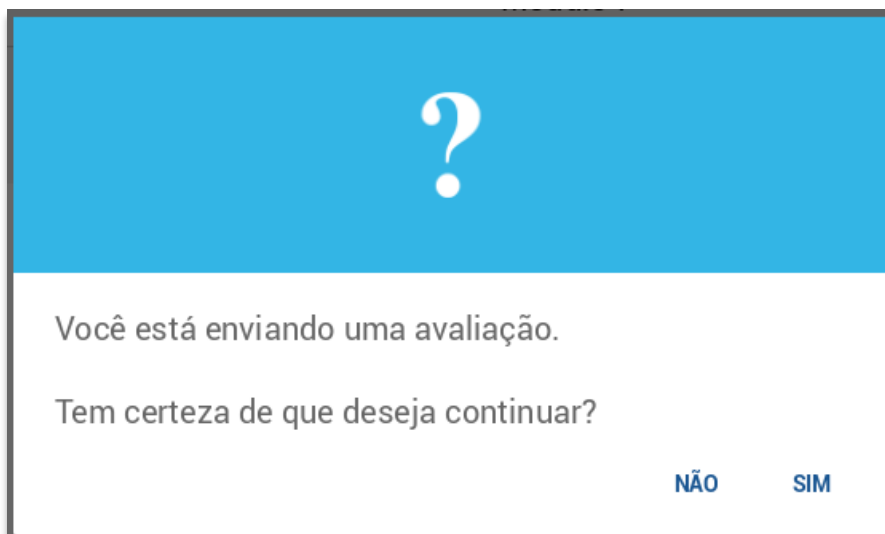 ?
Você está enviando uma avaliação.
Tem certeza de que deseja continuar?
NÃO SIM